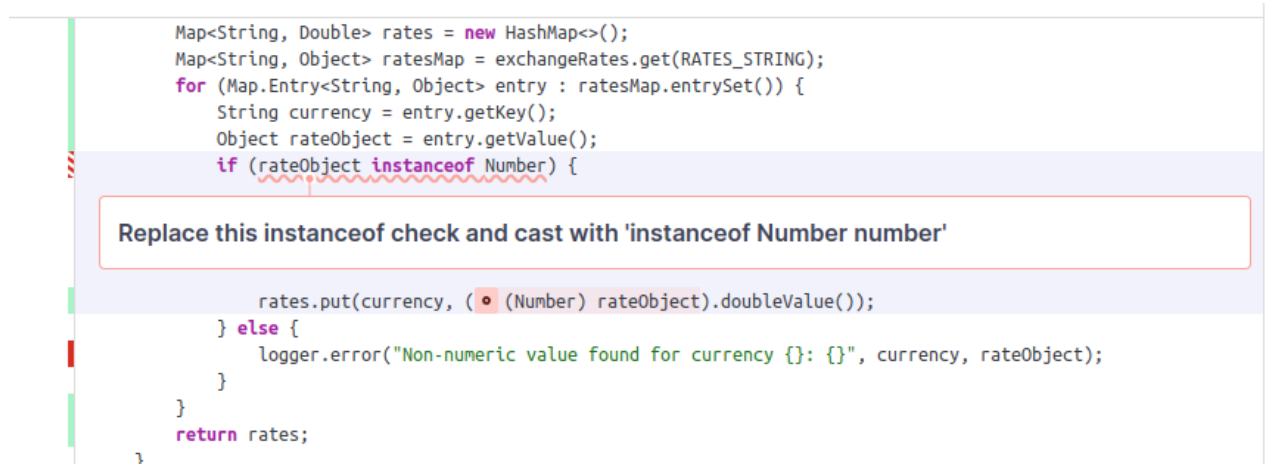 Map<String, Double> rates = new HashMap<>();
Map<String, Object> ratesMap = exchangeRates.get(RATES_STRING);
for (Map.Entry<String, Object> entry : ratesMap.entrySet()) {
String currency = entry.getKey();
Object rateObject = entry.getValue();
if (rateObject instanceof Number) {
Replace this instanceof check and cast with 'instanceof Number number'
rates.put(currency, ( (Number) rateObject).doubleValue());
} else {
logger.error("Non-numeric value found for currency {}: {}", currency, rateObject);
}
}
return rates;
}